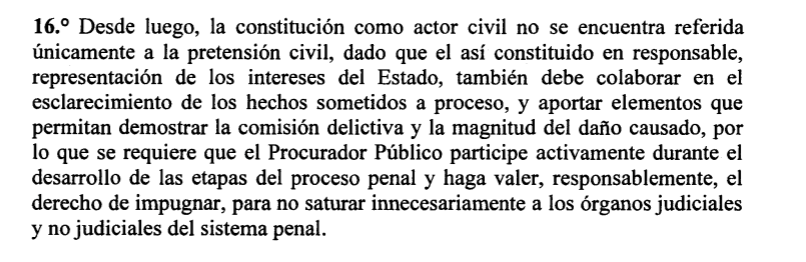 16.° Desde luego, la constitución como actor civil no se encuentra referida
únicamente a la pretensión civil, dado que el así constituido en responsable,
representación de los intereses del Estado, también debe colaborar en el
esclarecimiento de los hechos sometidos a proceso, y aportar elementos que
permitan demostrar la comisión delictiva y la magnitud del daño causado, por
lo que se requiere que el Procurador Público participe activamente durante el
desarrollo de las etapas del proceso penal y haga valer, responsablemente, el
derecho de impugnar, para no saturar innecesariamente a los órganos judiciales
y no judiciales del sistema penal.